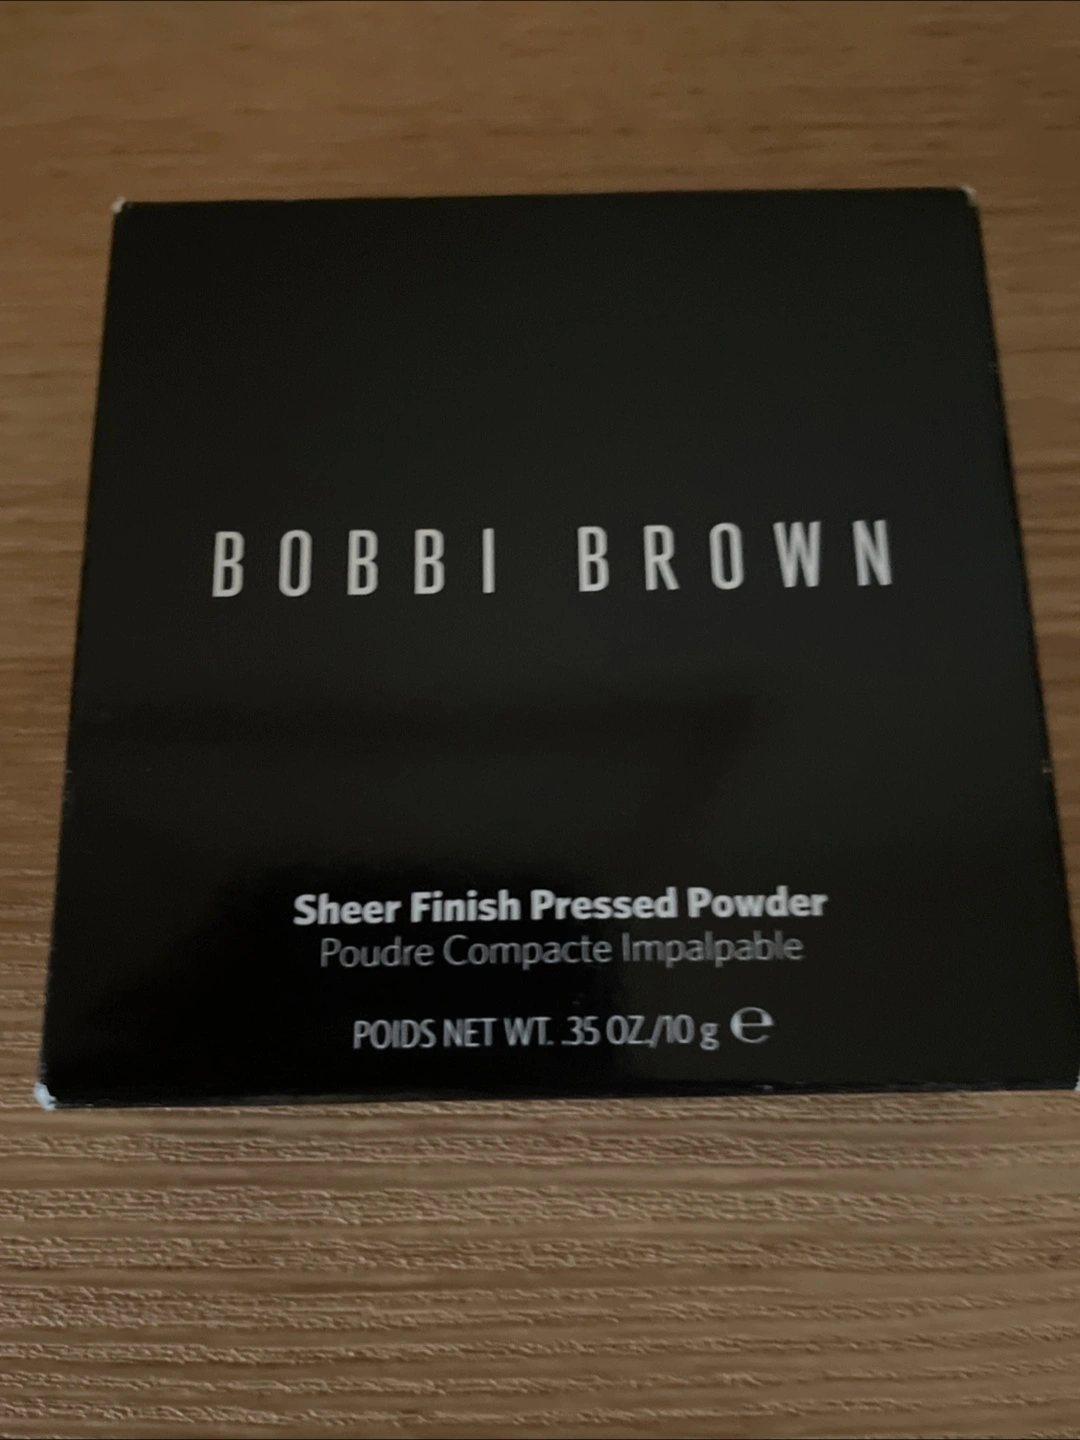 BOBBI BROWN
Sheer Finish Pressed Powder
Poudre Compacte Impalpable
POIDS NET WT. .35 OZ./10 g ℮